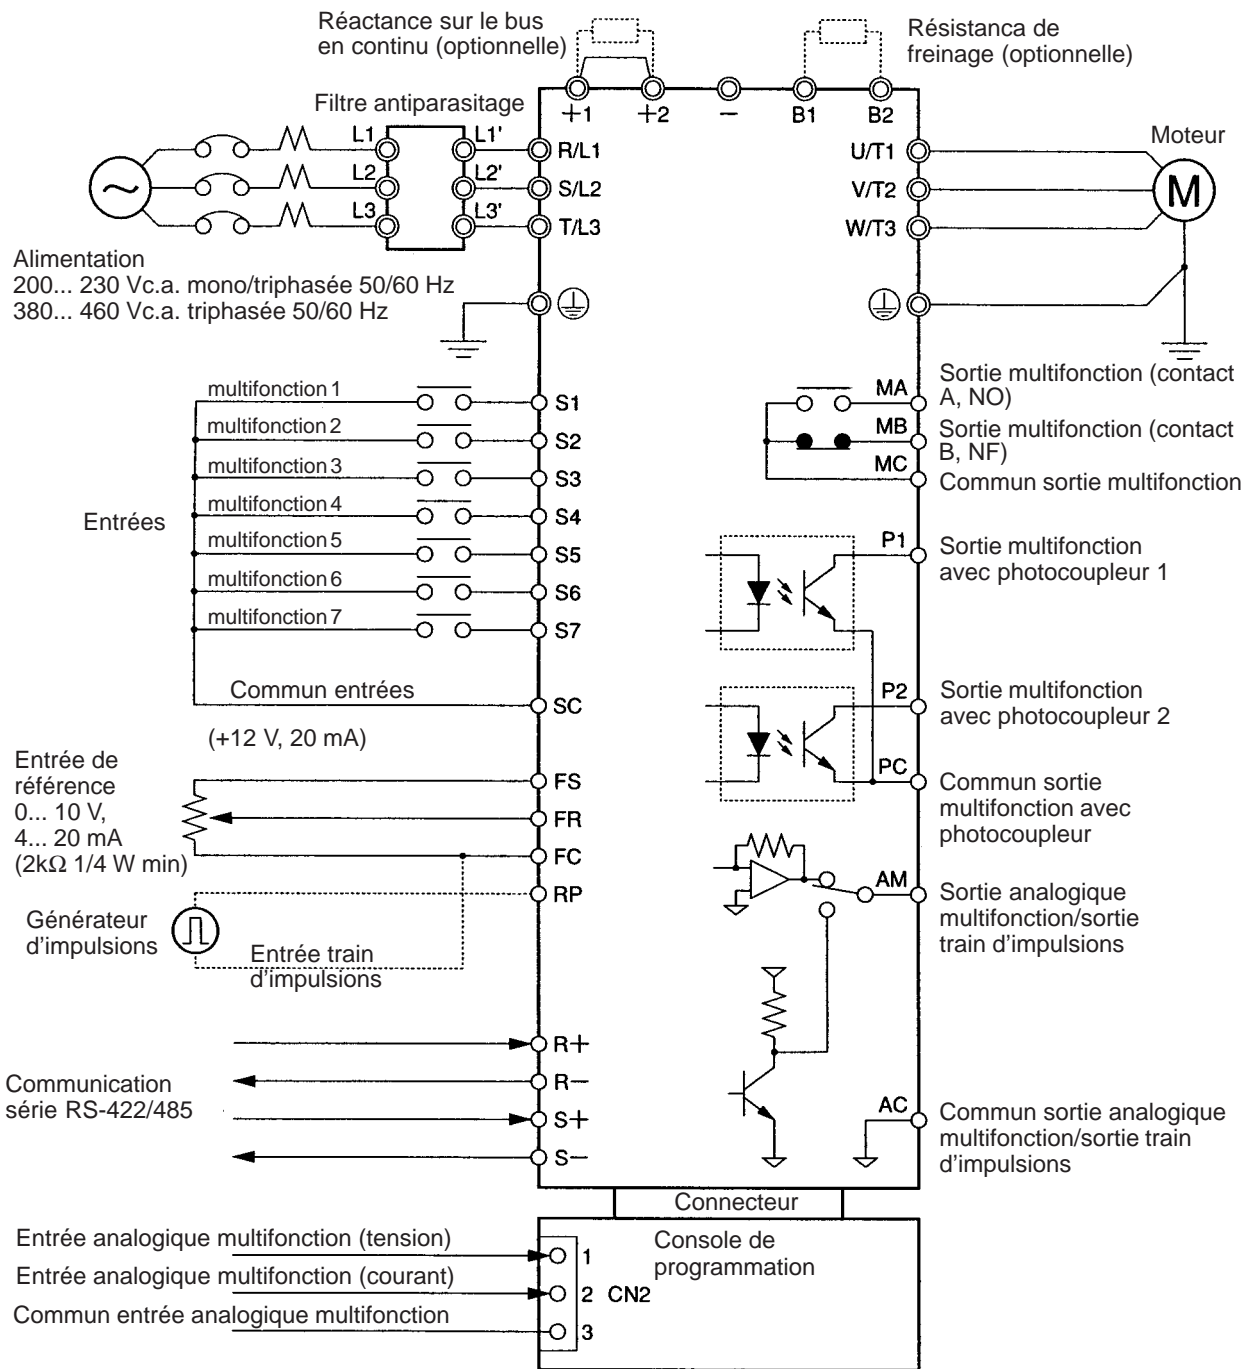 Réactance sur le bus
en continu (optionnelle)
Résistanca de
freinage (optionnelle)
Filtre antiparasitage
+1
+2
−
B1
B2
Moteur
L1
L1'
R/L1
U/T1
L2
L2'
S/L2
V/T2
M
L3
L3'
T/L3
W/T3
Alimentation
200... 230 Vc.a. mono/triphasée 50/60 Hz
380... 460 Vc.a. triphasée 50/60 Hz
Entrées
multifonction 1
S1
multifonction 2
S2
multifonction 3
S3
multifonction 4
S4
multifonction 5
S5
multifonction 6
S6
multifonction 7
S7
Commun entrées
SC
(+12 V, 20 mA)
MA
Sortie multifonction (contact
A, NO)
MB
Sortie multifonction (contact
B, NF)
MC
Commun sortie multifonction
P1
Sortie multifonction
avec photocoupleur 1
P2
Sortie multifonction
avec photocoupleur 2
PC
Commun sortie
multifonction avec
photocoupleur
Entrée de
référence
0... 10 V,
4... 20 mA
(2kΩ 1/4 W min)
FS
FR
FC
RP
Générateur
d'impulsions
Entrée train
d'impulsions
AM
Sortie analogique
multifonction/sortie
train d'impulsions
Communication
série RS-422/485
R+
R−
S+
S−
AC
Commun sortie analogique
multifonction/sortie train
d'impulsions
Connecteur
Console de
programmation
Entrée analogique multifonction (tension)
1
Entrée analogique multifonction (courant)
2 CN2
Commun entrée analogique multifonction
3